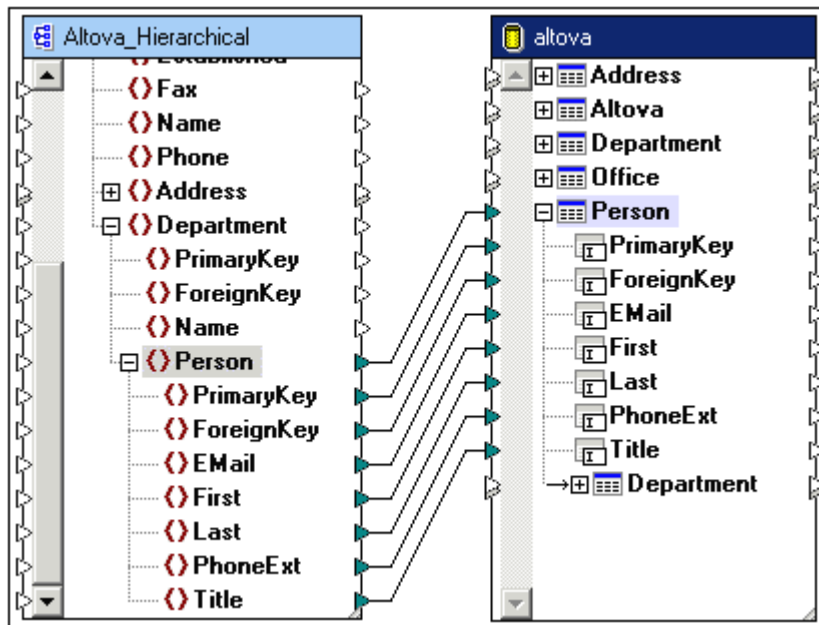 Altova_Hierarchical
Fax
Name
Phone
Address
Department
PrimaryKey
ForeignKey
Name
Person
PrimaryKey
ForeignKey
EMail
First
Last
PhoneExt
Title
altova
Address
Altova
Department
Office
Person
PrimaryKey
ForeignKey
EMail
First
Last
PhoneExt
Title
Department